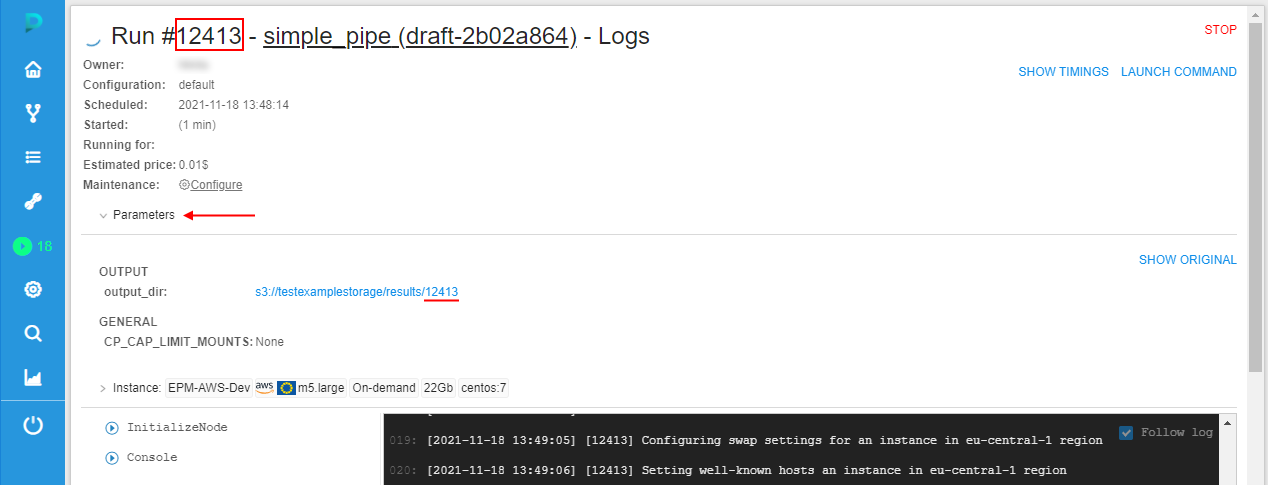 Run #12413 - simple_pipe (draft-2b02a864) - Logs
STOP
Owner:
SHOW TIMINGS LAUNCH COMMAND
Configuration: default
Scheduled: 2021-11-18 13:48:14
Started: (1 min)
Running for:
Estimated price: 0.01$
Maintenance: Configure
Parameters
SHOW ORIGINAL
OUTPUT
output_dir: s3://testexamplestorage/results/12413
GENERAL
CP_CAP_LIMIT_MOUNTS: None
Instance: EPM-AWS-Dev aws m5.large On-demand 22Gb centos:7
18
InitializeNode
Console
Follow log
019: [2021-11-18 13:49:05] [12413] Configuring swap settings for an instance in eu-central-1 region
020: [2021-11-18 13:49:06] [12413] Setting well-known hosts an instance in eu-central-1 region